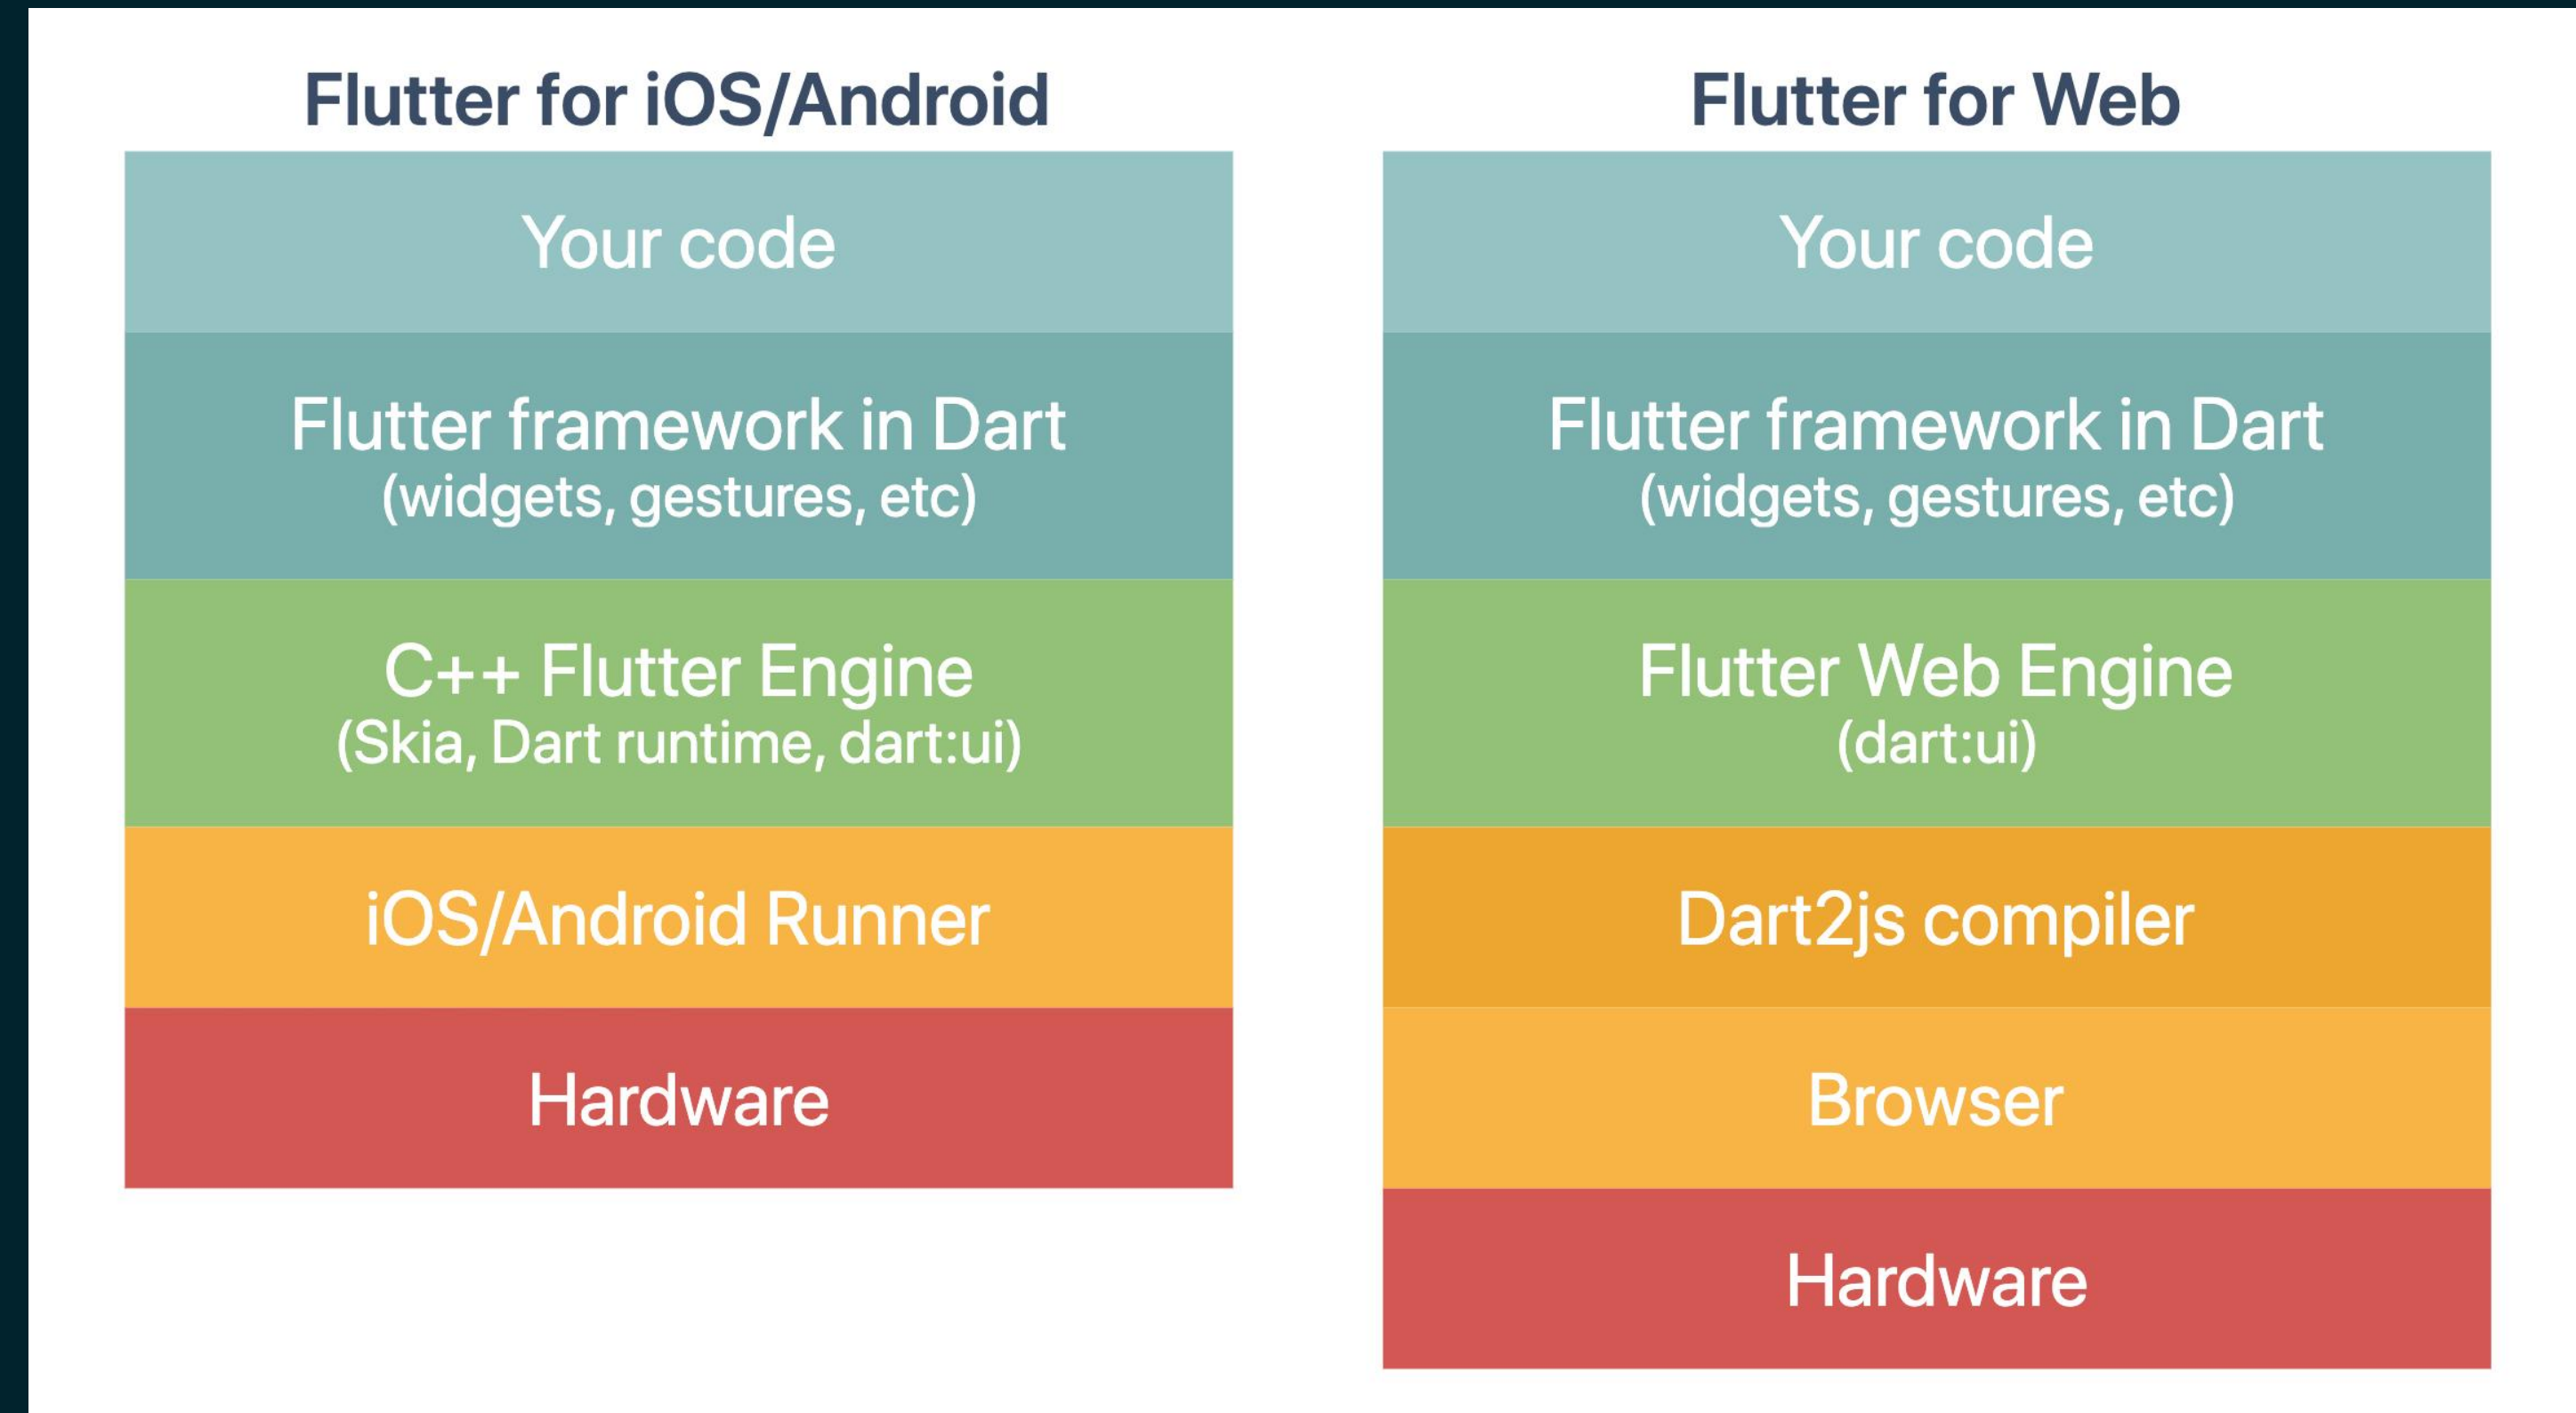 Flutter for iOS/Android
Your code
Flutter framework in Dart
(widgets, gestures, etc)
C++ Flutter Engine
(Skia, Dart runtime, dart:ui)
iOS/Android Runner
Hardware
Flutter for Web
Your code
Flutter framework in Dart
(widgets, gestures, etc)
Flutter Web Engine
(dart:ui)
Dart2js compiler
Browser
Hardware